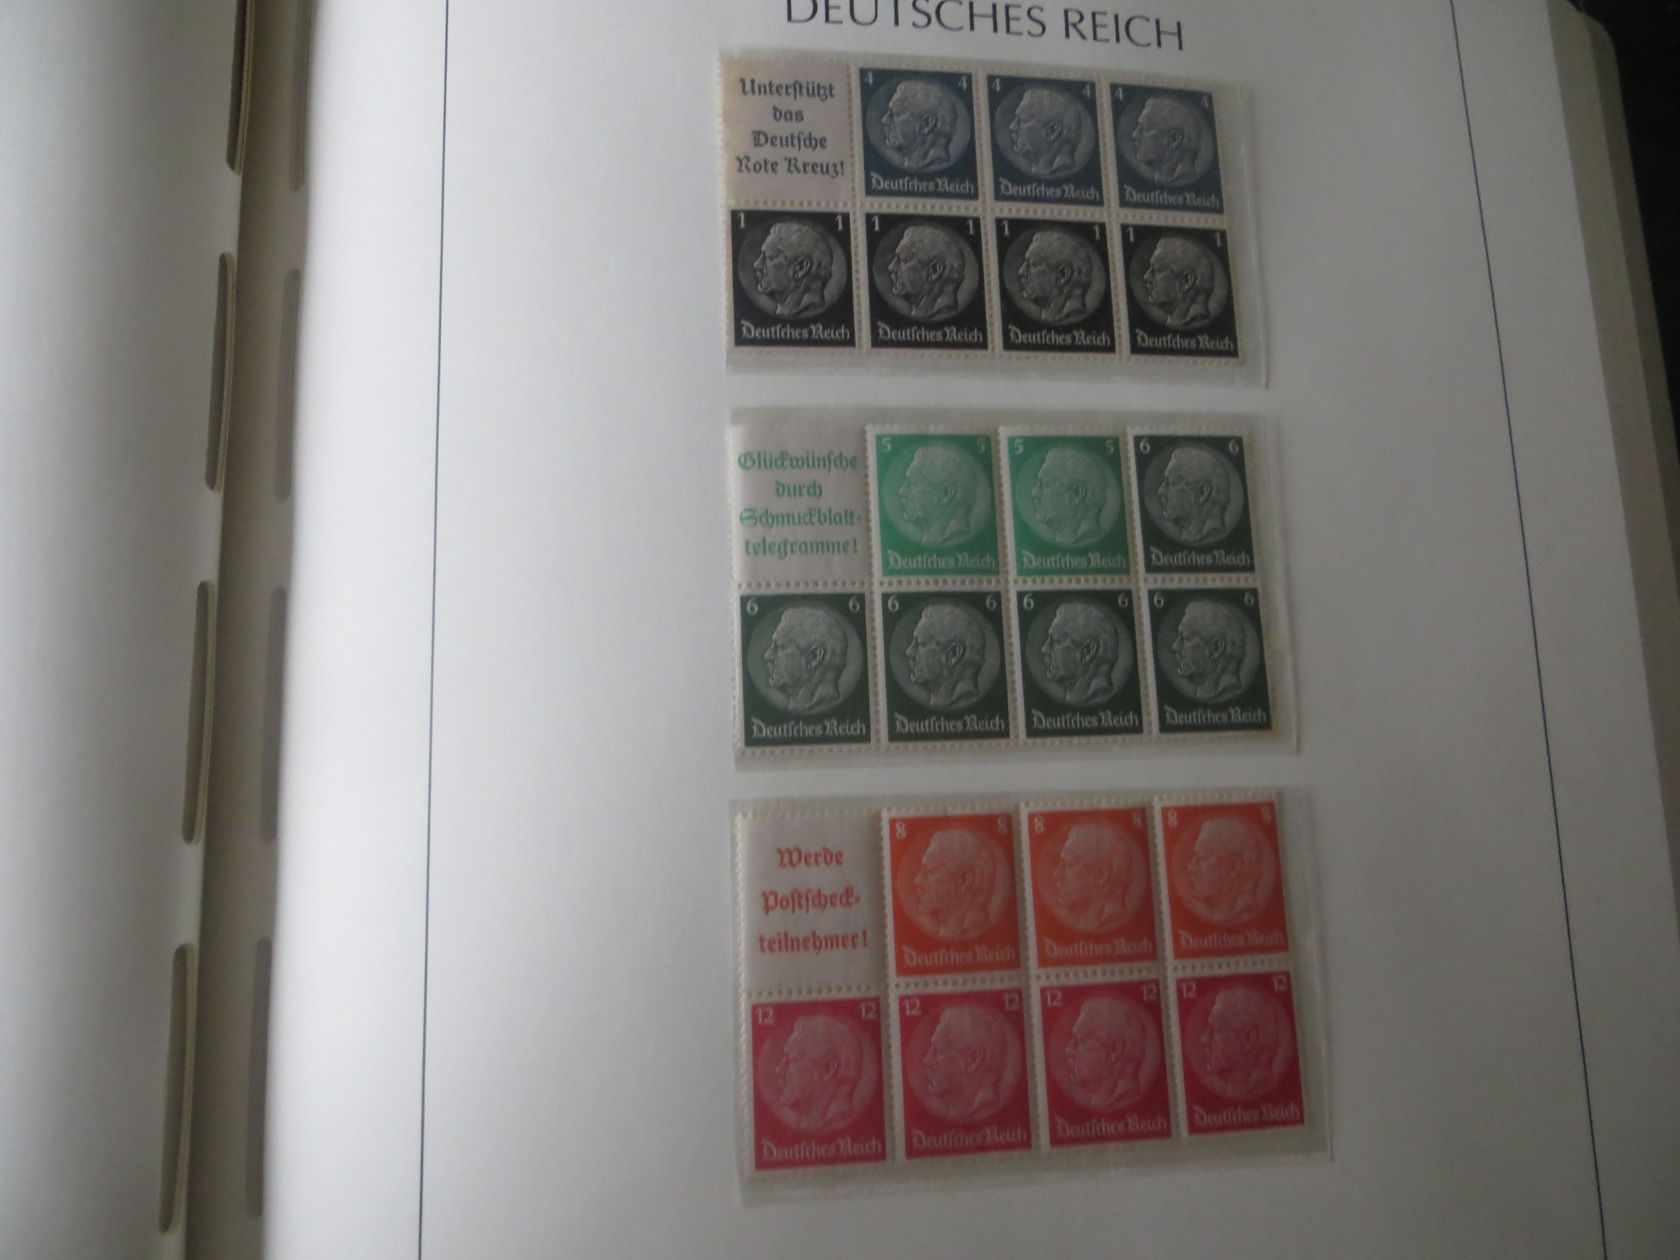 DEUTSCHES REICH
Unterstützt
das
Deutsche
Rote Kreuz!
4 4
Deutsches Reich
4 4
Deutsches Reich
4 4
Deutsches Reich
1 1
Deutsches Reich
1 1
Deutsches Reich
1 1
Deutsches Reich
1 1
Deutsches Reich
Glückwünsche
durch
Schmuckblatt-
telegramme!
5 5
Deutsches Reich
5 5
Deutsches Reich
6 6
Deutsches Reich
6 6
Deutsches Reich
6 6
Deutsches Reich
6 6
Deutsches Reich
6 6
Deutsches Reich
Werde
Postscheck-
teilnehmer!
8 8
Deutsches Reich
8 8
Deutsches Reich
8 8
Deutsches Reich
12 12
Deutsches Reich
12 12
Deutsches Reich
12 12
Deutsches Reich
12 12
Deutsches Reich